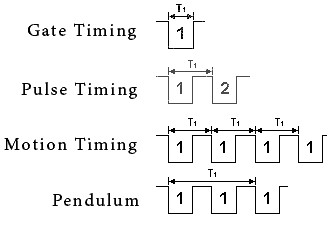 T1
Gate Timing 1
T1
Pulse Timing 1 2
T1 T1 T1
Motion Timing 1 1 1 1
T1
Pendulum 1 1 1